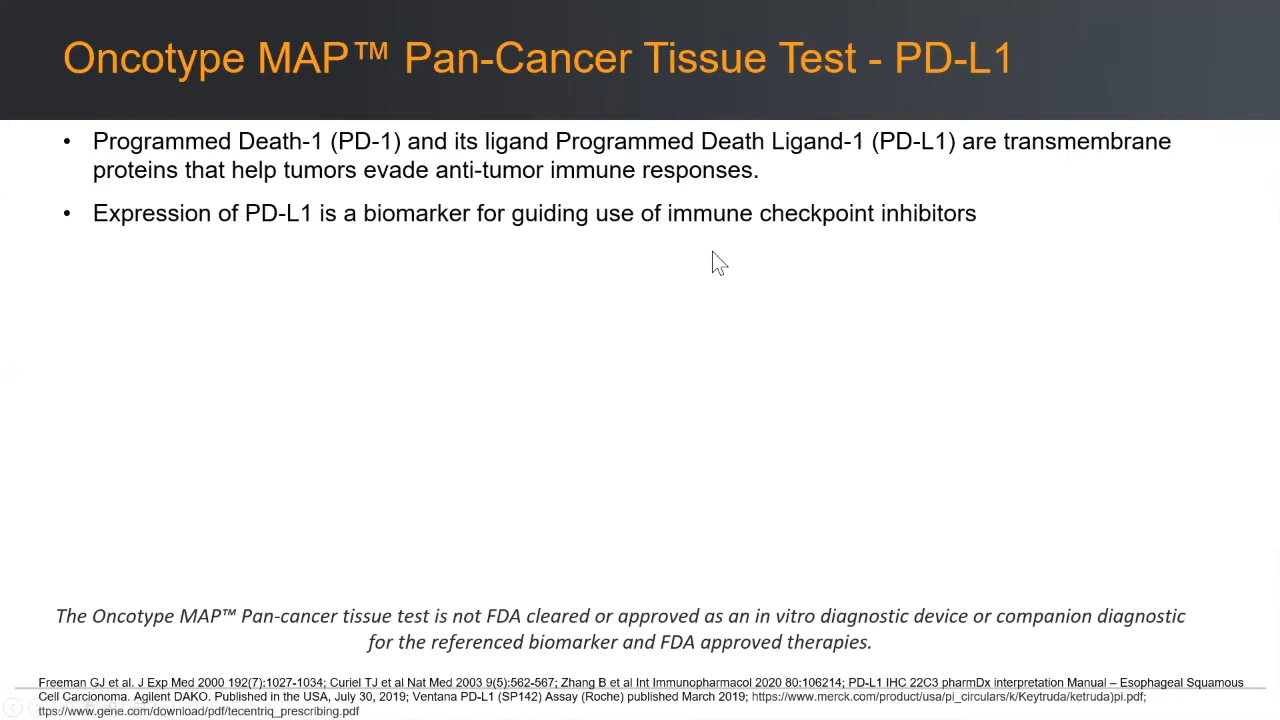 Oncotype MAP™ Pan-Cancer Tissue Test - PD-L1
• Programmed Death-1 (PD-1) and its ligand Programmed Death Ligand-1 (PD-L1) are transmembrane
proteins that help tumors evade anti-tumor immune responses.
• Expression of PD-L1 is a biomarker for guiding use of immune checkpoint inhibitors
The Oncotype MAP™ Pan-cancer tissue test is not FDA cleared or approved as an in vitro diagnostic device or companion diagnostic
for the referenced biomarker and FDA approved therapies.
Freeman GJ et al. J Exp Med 2000 192(7):1027-1034; Curiel TJ et al Nat Med 2003 9(5):562-567; Zhang B et al Int Immunopharmacol 2020 80:106214; PD-L1 IHC 22C3 pharmDx interpretation Manual – Esophageal Squamous
Cell Carcionoma. Agilent DAKO. Published in the USA, July 30, 2019; Ventana PD-L1 (SP142) Assay (Roche) published March 2019; https://www.merck.com/product/usa/pi_circulars/k/Keytruda/ketruda)pi.pdf;
ttps://www.gene.com/download/pdf/tecentriq_prescribing.pdf